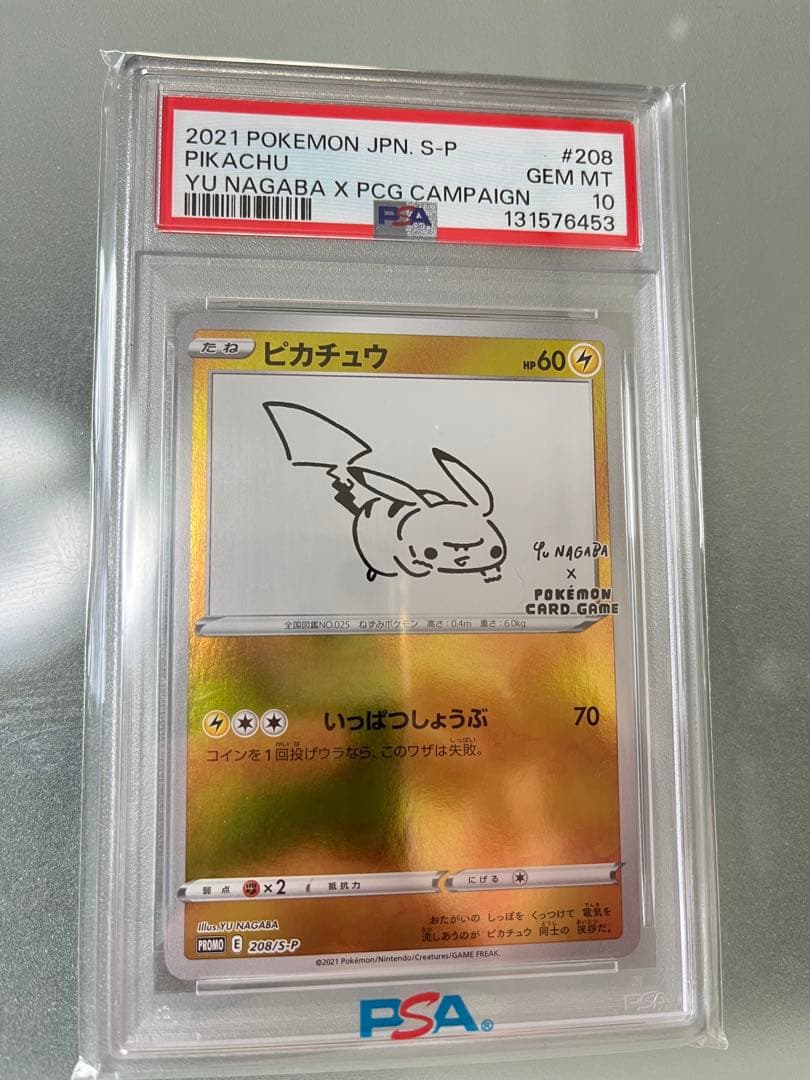 2021 POKEMON JPN. S-P #208
PIKACHU GEM MT
YU NAGABA X PCG CAMPAIGN 10
PSA 131576453
たね ピカチュウ HP60
Yu NAGABA
X
POKÉMON
CARD GAME
全国図鑑NO.025 ねずみポケモン 高さ:0.4m 重さ:6.0kg
いっぱつしょうぶ 70
コインを1回投げウラなら、このワザは失敗。
弱点 ×2 抵抗力 にげる
Illus.YU NAGABA
おたがいの しっぽを くっつけて 電気を
流しあうのが ピカチュウ 同士の 挨拶だ。
PROMO E 208/S-P
©2021 Pokémon/Nintendo/Creatures/GAME FREAK.
PSA
PSA®